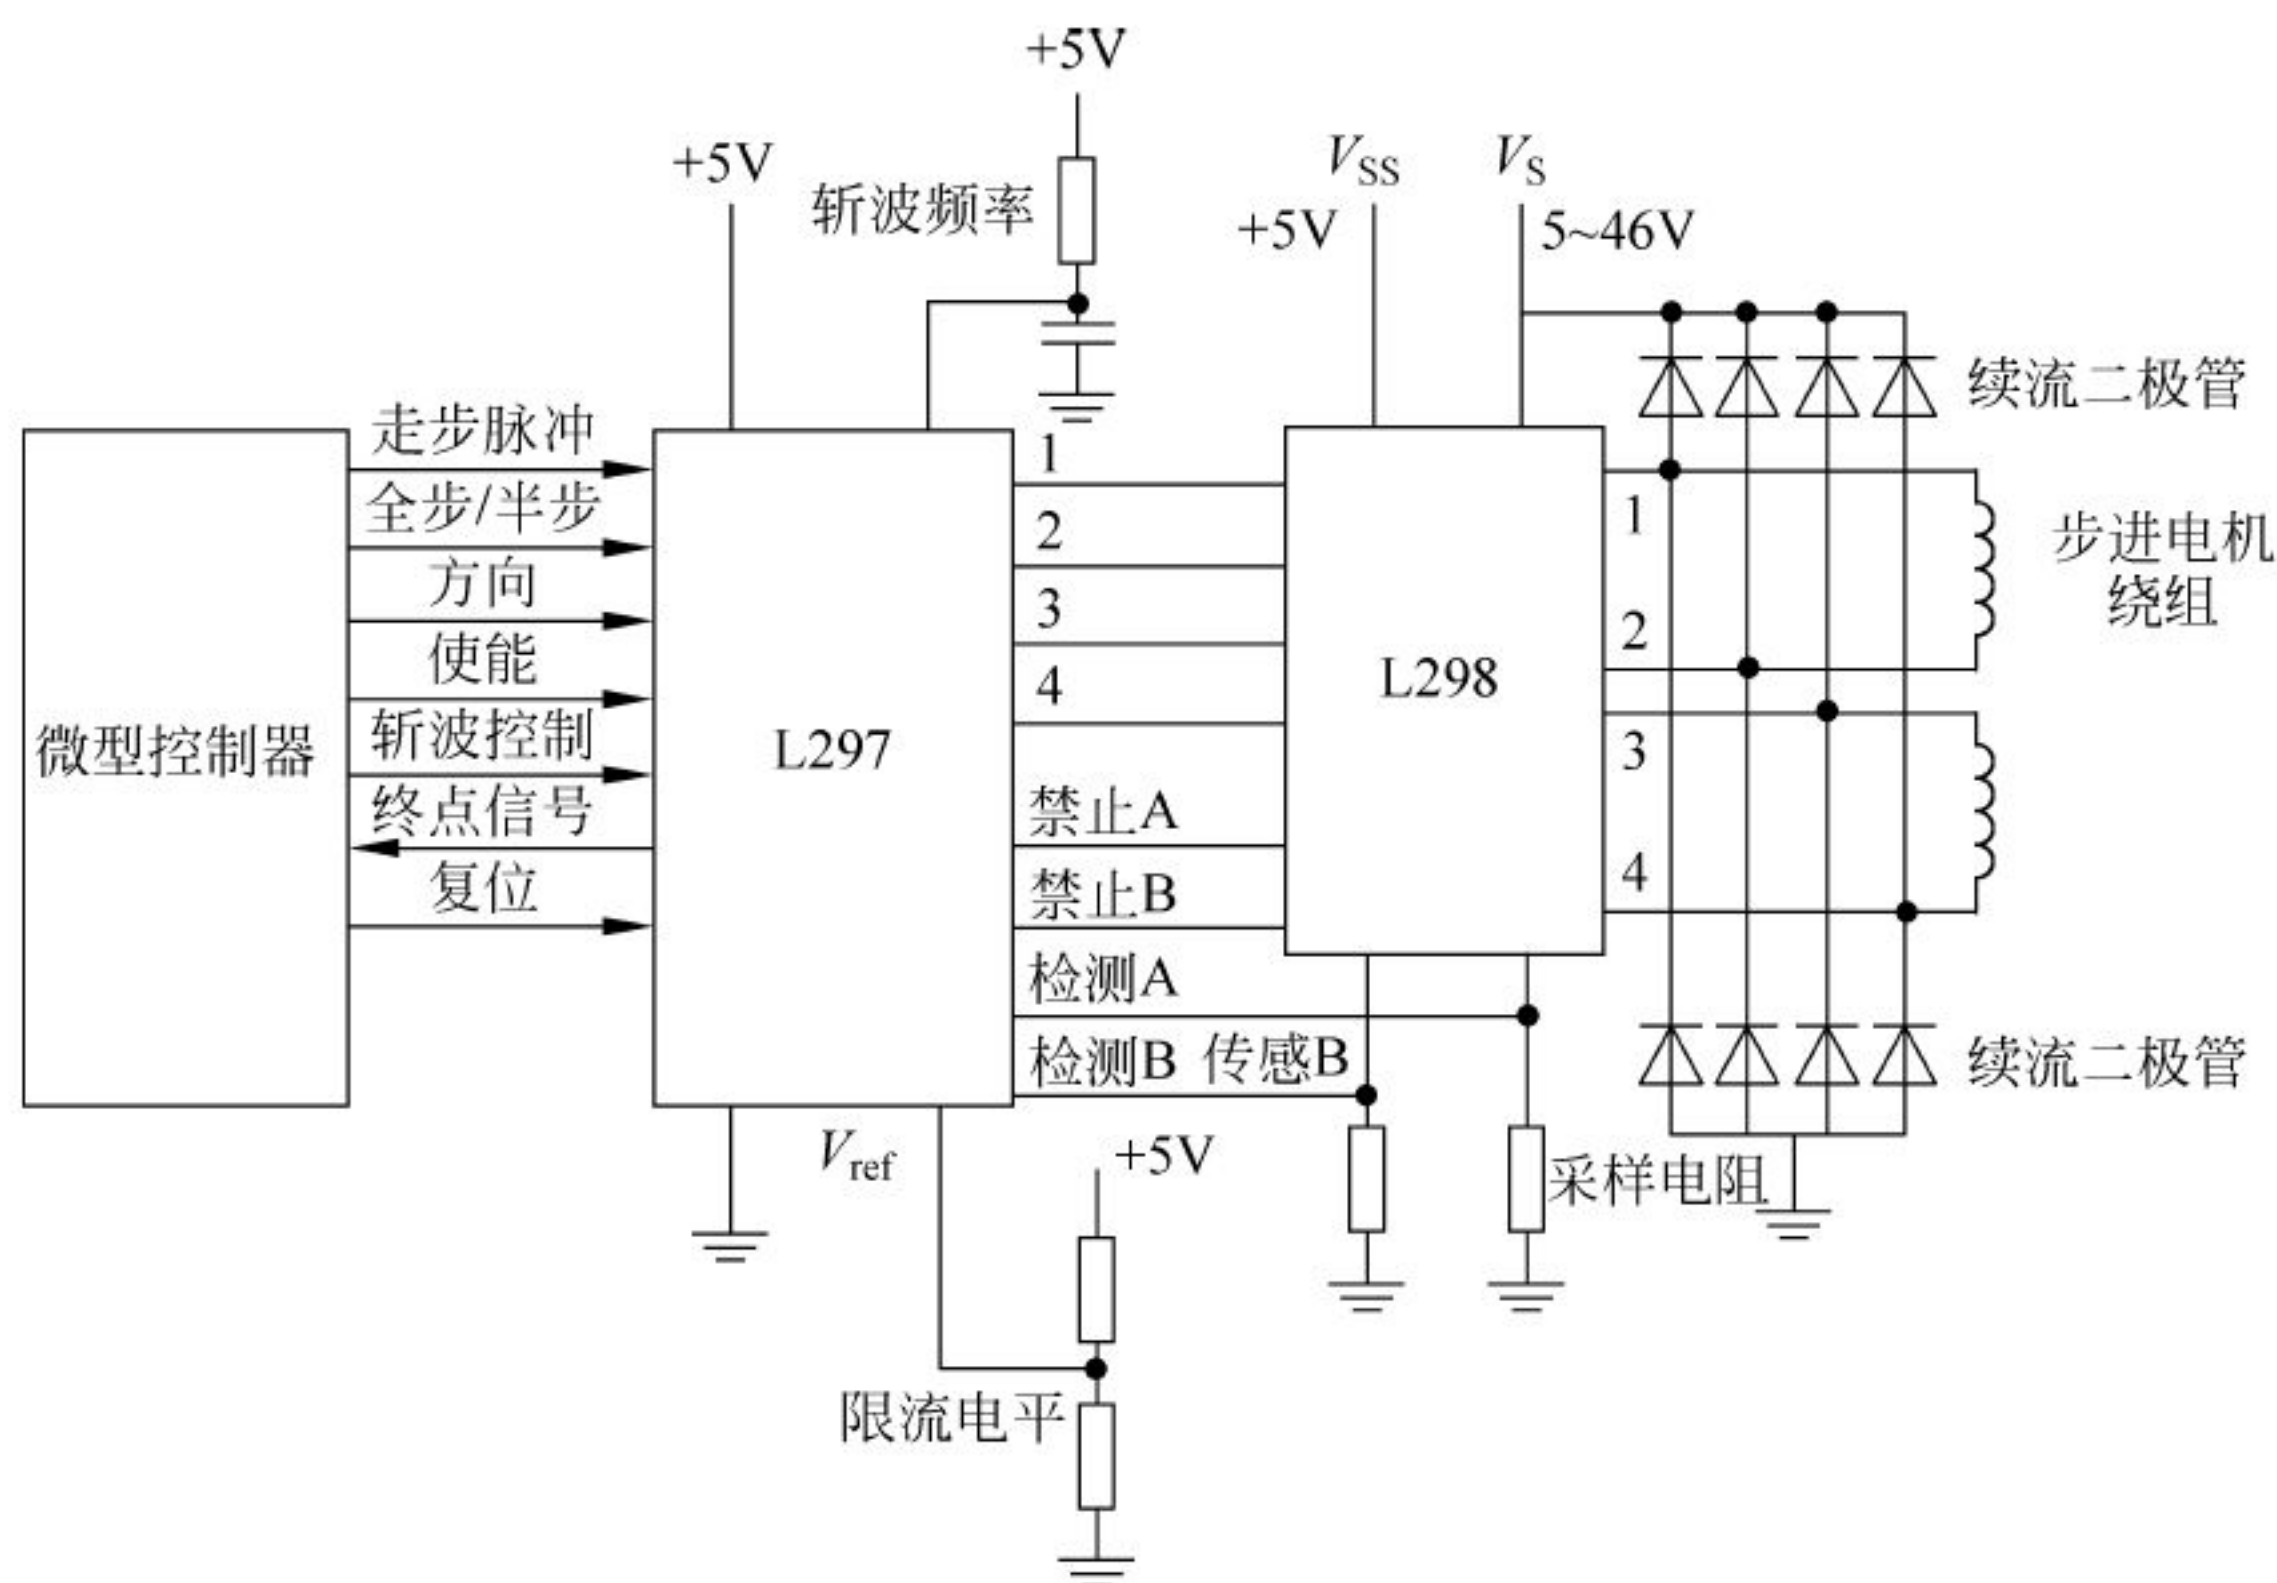 +5V
+5V
斩波频率
VSS
VS
+5V
5~46V
续流二极管
走步脉冲
全步/半步
方向
使能
斩波控制
终点信号
复位
微型控制器
L297
1
2
3
4
禁止A
禁止B
检测A
检测B
传感B
L298
1
2
3
4
步进电机
绕组
续流二极管
Vref
+5V
采样电阻
限流电平